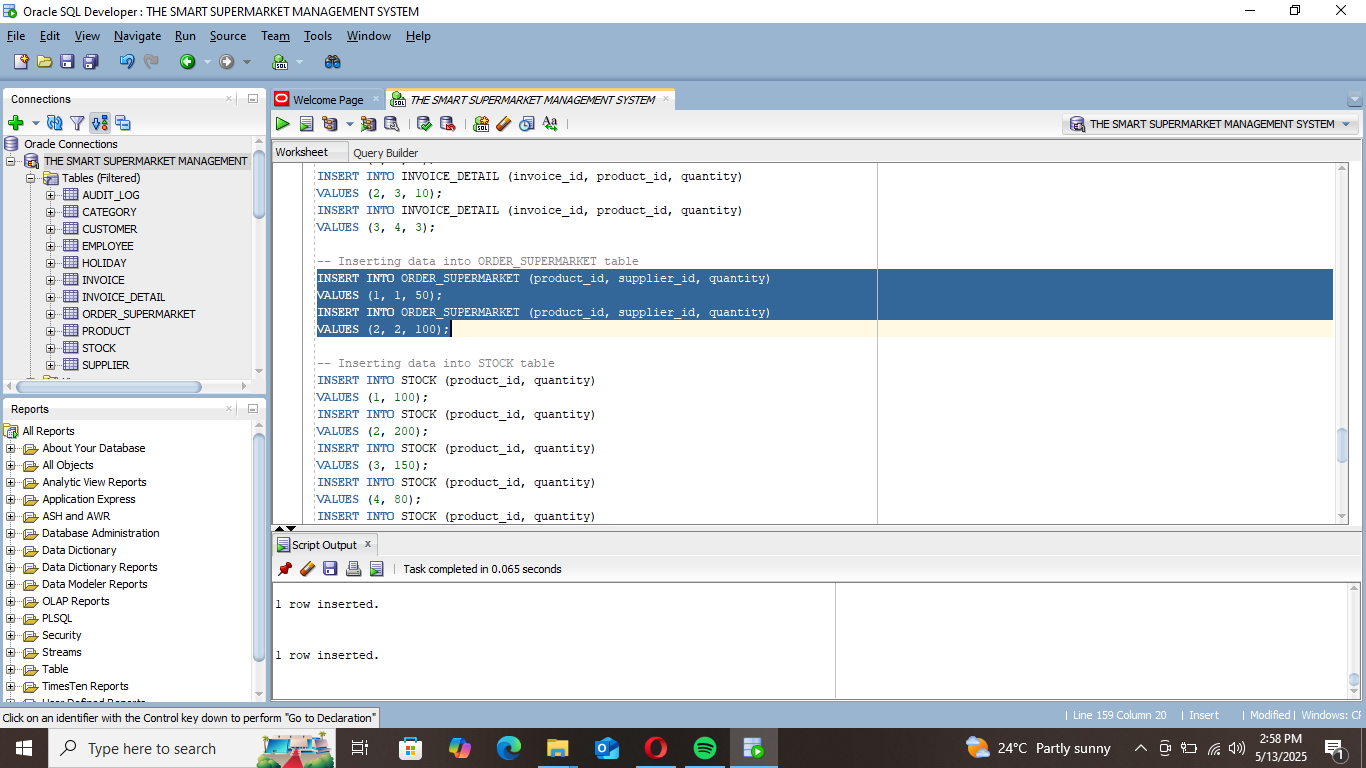 Oracle SQL Developer : THE SMART SUPERMARKET MANAGEMENT SYSTEM
File Edit View Navigate Run Source Team Tools Window Help
Connections
Oracle Connections
THE SMART SUPERMARKET MANAGEMENT
Tables (Filtered)
AUDIT_LOG
CATEGORY
CUSTOMER
EMPLOYEE
HOLIDAY
INVOICE
INVOICE_DETAIL
ORDER_SUPERMARKET
PRODUCT
STOCK
SUPPLIER
Reports
All Reports
About Your Database
All Objects
Analytic View Reports
Application Express
ASH and AWR
Database Administration
Data Dictionary
Data Dictionary Reports
Data Modeler Reports
OLAP Reports
PLSQL
Security
Streams
Table
TimesTen Reports
Welcome Page
THE SMART SUPERMARKET MANAGEMENT SYSTEM
SQL
Aa
THE SMART SUPERMARKET MANAGEMENT SYSTEM
Worksheet Query Builder
INSERT INTO INVOICE_DETAIL (invoice_id, product_id, quantity)
VALUES (2, 3, 10);
INSERT INTO INVOICE_DETAIL (invoice_id, product_id, quantity)
VALUES (3, 4, 3);
-- Inserting data into ORDER_SUPERMARKET table
INSERT INTO ORDER_SUPERMARKET (product_id, supplier_id, quantity)
VALUES (1, 1, 50);
INSERT INTO ORDER_SUPERMARKET (product_id, supplier_id, quantity)
VALUES (2, 2, 100);
-- Inserting data into STOCK table
INSERT INTO STOCK (product_id, quantity)
VALUES (1, 100);
INSERT INTO STOCK (product_id, quantity)
VALUES (2, 200);
INSERT INTO STOCK (product_id, quantity)
VALUES (3, 150);
INSERT INTO STOCK (product_id, quantity)
VALUES (4, 80);
INSERT INTO STOCK (product_id, quantity)
Script Output
Task completed in 0.065 seconds
1 row inserted.
1 row inserted.
Click on an identifier with the Control key down to perform "Go to Declaration"
Line 159 Column 20 Insert Modified Windows:
Type here to search
24°C Partly sunny
2:58 PM
5/13/2025
1